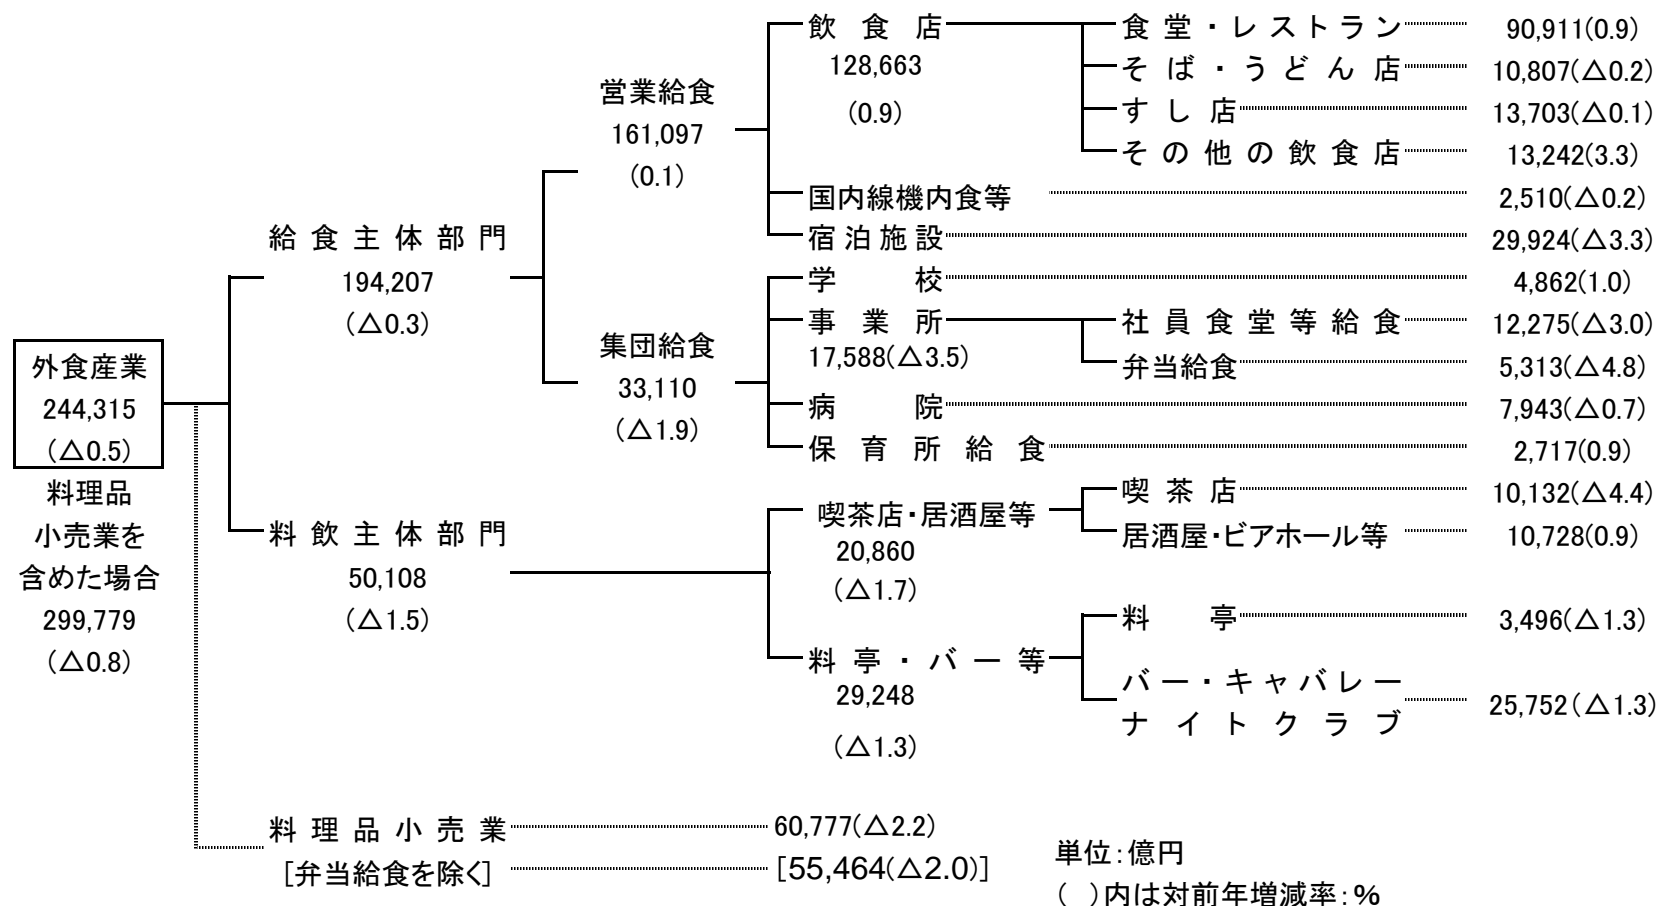 外食産業
244,315
(△0.5)
料理品
小売業を
含めた場合
299,779
(△0.8)
給食主体部門
194,207
(△0.3)
営業給食
161,097
(0.1)
飲食店
128,663
(0.9)
食堂・レストラン 90,911(0.9)
そば・うどん店 10,807(△0.2)
すし店 13,703(△0.1)
その他の飲食店 13,242(3.3)
国内線機内食等 2,510(△0.2)
宿泊施設 29,924(△3.3)
集団給食
33,110
(△1.9)
学校 4,862(1.0)
事業所
17,588(△3.5)
社員食堂等給食 12,275(△3.0)
弁当給食 5,313(△4.8)
病院 7,943(△0.7)
保育所給食 2,717(0.9)
料飲主体部門
50,108
(△1.5)
喫茶店・居酒屋等
20,860
(△1.7)
喫茶店 10,132(△4.4)
居酒屋・ビアホール等 10,728(0.9)
料亭・バー等
29,248
(△1.3)
料亭 3,496(△1.3)
バー・キャバレー
ナイトクラブ 25,752(△1.3)
料理品小売業 60,777(△2.2)
[弁当給食を除く] [55,464(△2.0)]
単位:億円
( )内は対前年増減率:%